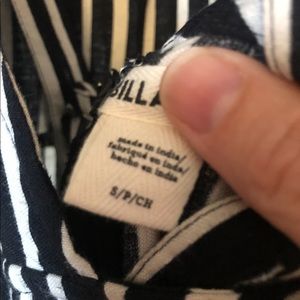 BILLA
made in india/
fabriqué en inde/
hecho en india
S/P/CH